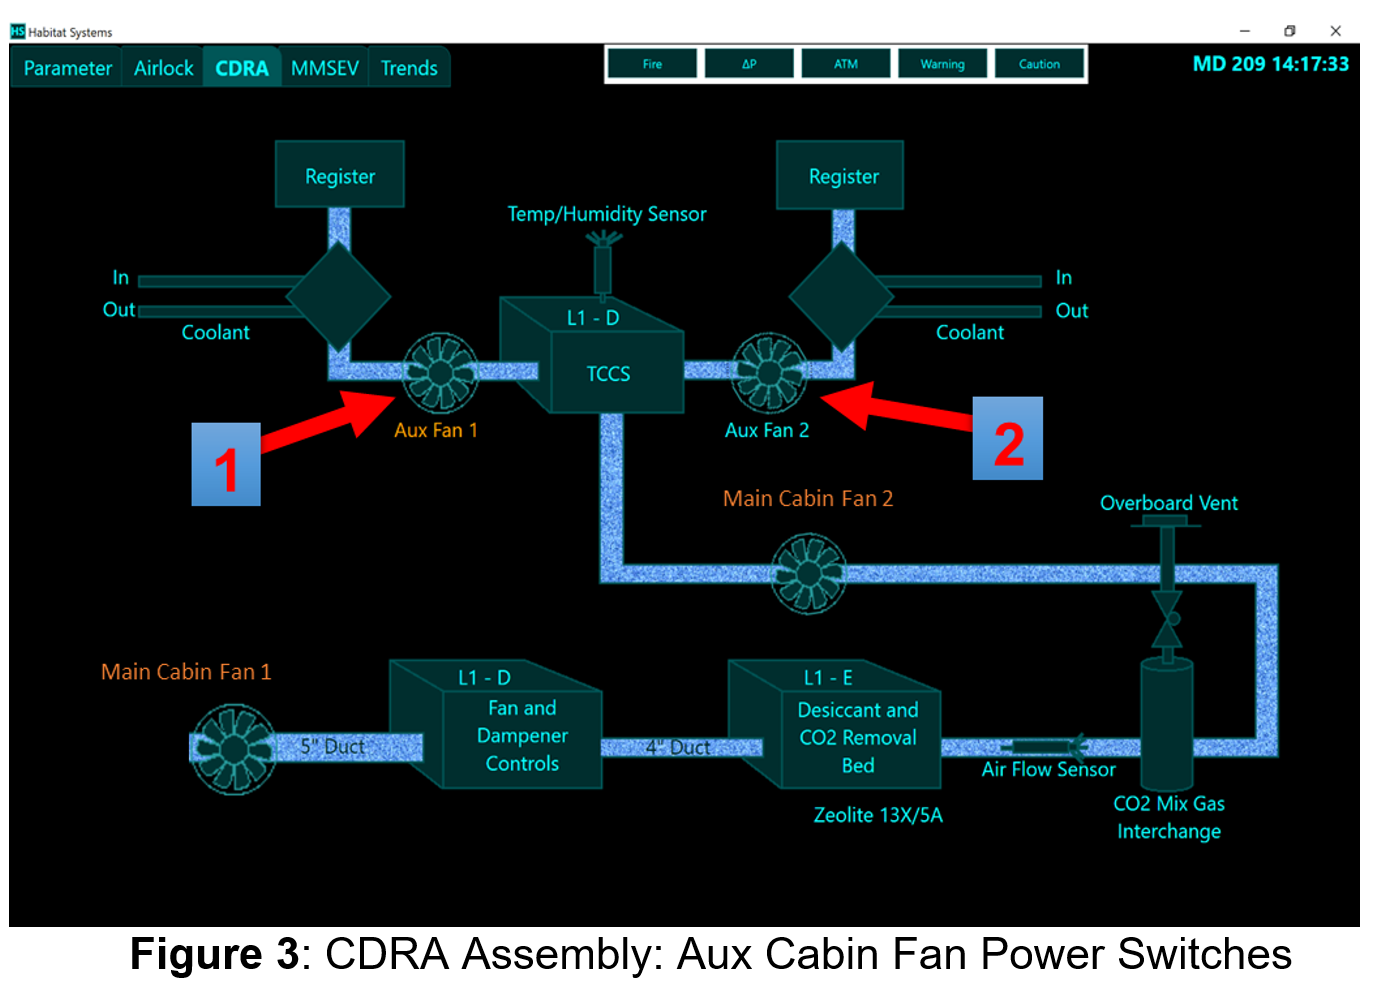 HS Habitat Systems
Parameter Airlock CDRA MMSEV Trends
Fire ΔP ATM Warning Caution
MD 209 14:17:33
Register
Register
Temp/Humidity Sensor
In
Out
Coolant
L1 - D
TCCS
In
Out
Coolant
Aux Fan 1
Aux Fan 2
1
2
Main Cabin Fan 2
Overboard Vent
Main Cabin Fan 1
5" Duct
L1 - D
Fan and
Dampener
Controls
4" Duct
L1 - E
Desiccant and
CO2 Removal
Bed
Zeolite 13X/5A
Air Flow Sensor
CO2 Mix Gas
Interchange
Figure 3: CDRA Assembly: Aux Cabin Fan Power Switches